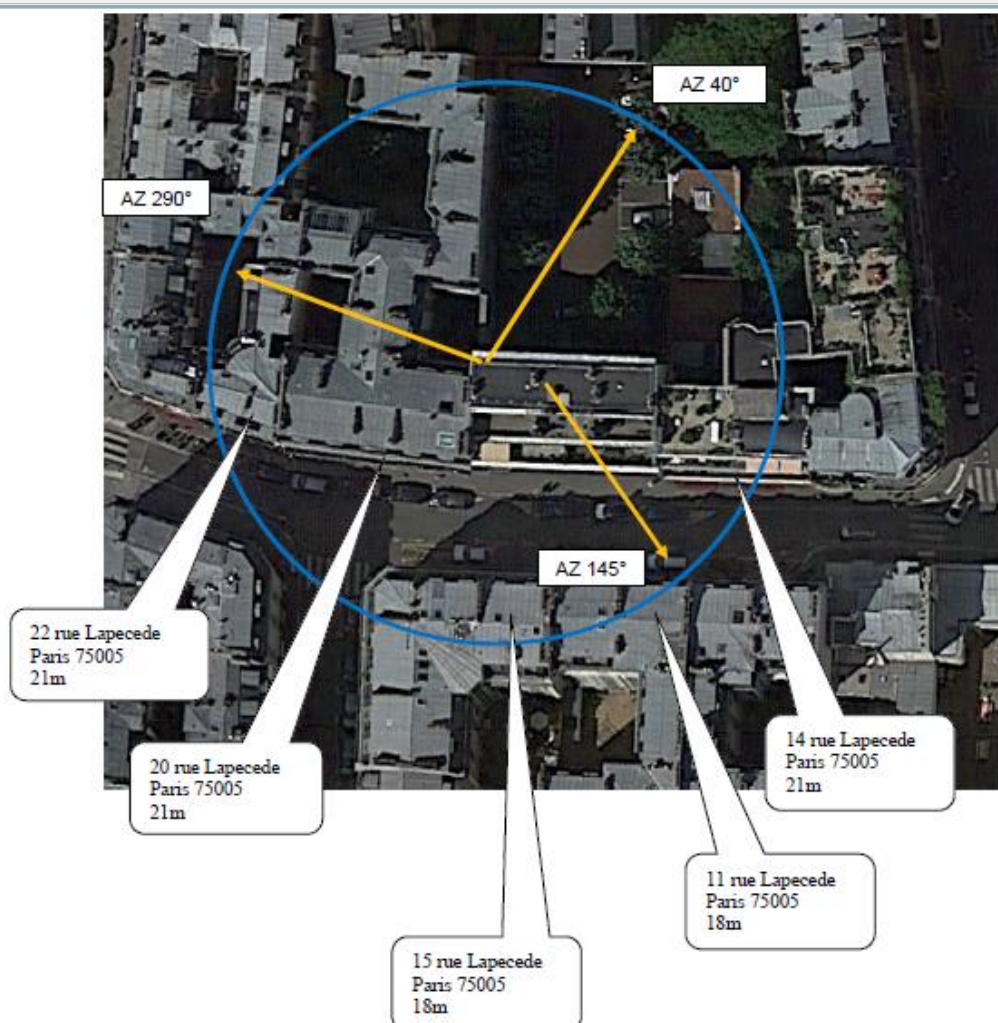 AZ 40°
AZ 290°
AZ 145°
22 rue Lapecede
Paris 75005
21m
20 rue Lapecede
Paris 75005
21m
14 rue Lapecede
Paris 75005
21m
11 rue Lapecede
Paris 75005
18m
15 rue Lapecede
Paris 75005
18m